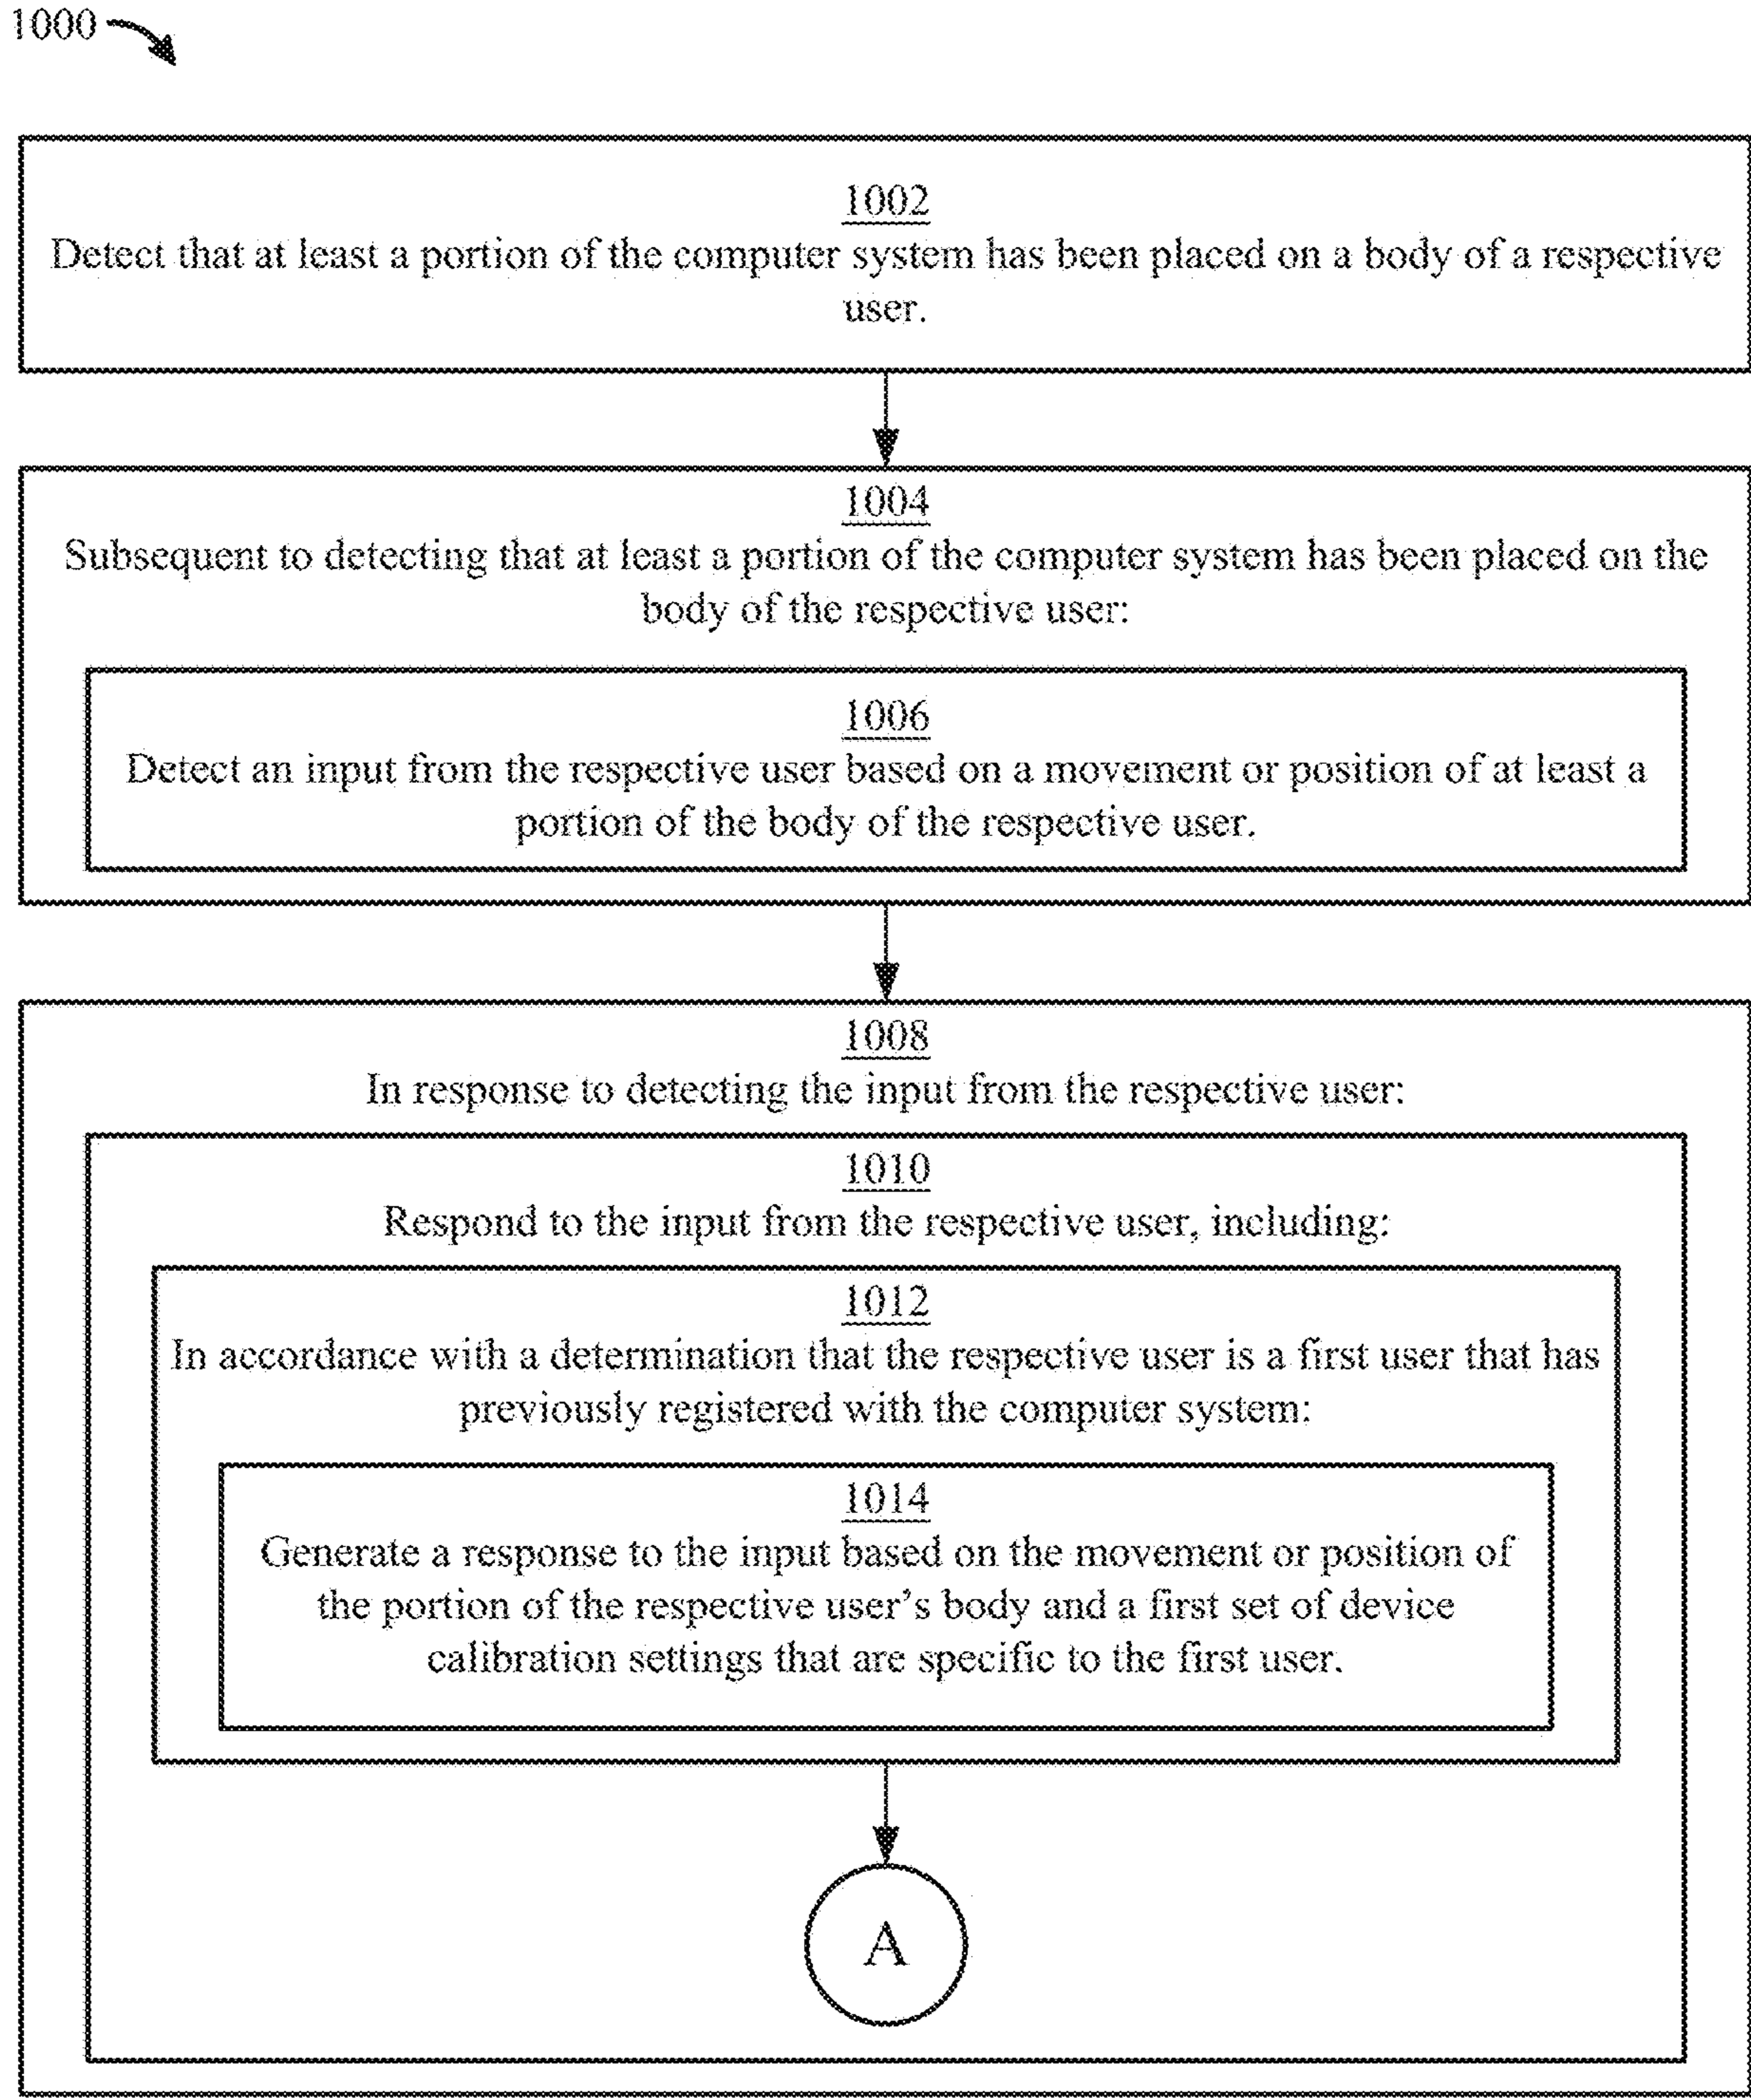 1000
1002
Detect that at least a portion of the computer system has been placed on a body of a respective
user.
1004
Subsequent to detecting that at least a portion of the computer system has been placed on the
body of the respective user:
1006
Detect an input from the respective user based on a movement or position of at least a
portion of the body of the respective user.
1008
In response to detecting the input from the respective user:
1010
Respond to the input from the respective user, including:
1012
In accordance with a determination that the respective user is a first user that has
previously registered with the computer system:
1014
Generate a response to the input based on the movement or position of
the portion of the respective user's body and a first set of device
calibration settings that are specific to the first user.
A